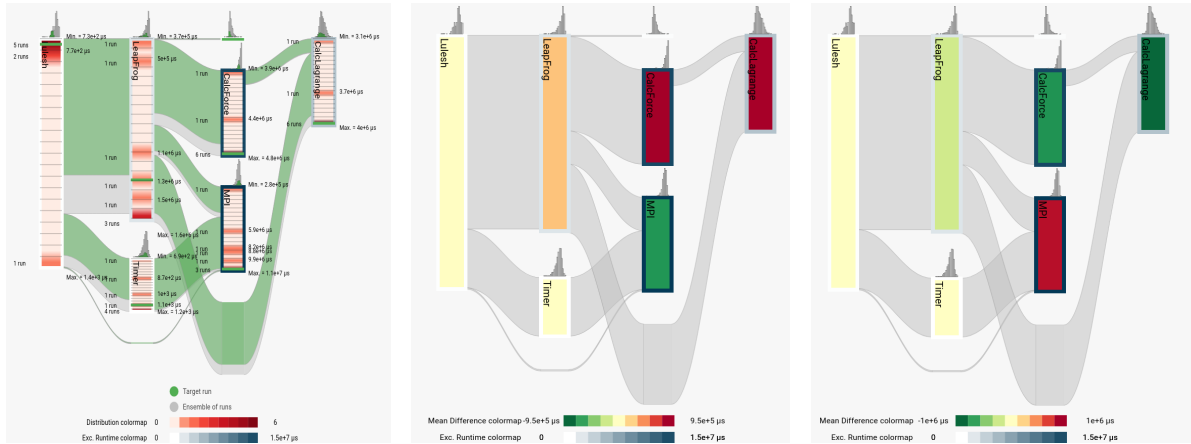 Min. = 7.3e+2 μs
Min. = 3.7e+5 μs
Min. = 3.1e+6 μs
5 runs
7.7e+2 μs
2 runs
Lulesh
1 run
1 run
LeapFrog
5e+5 μs
1 run
Min. = 3.9e+6 μs
CalcLagrange
1 run
CalcForce
1 run
3.7e+6 μs
1 run
4.4e+6 μs
6 runs
Max. = 4e+6 μs
1 run
1.1e+6 μs
6 runs
Max. = 4.8e+6 μs
1 run
1.3e+6 μs
1 run
Min. = 2.8e+5 μs
1 run
1.5e+6 μs
MPI
3 runs
Max. = 1.6e+6 μs
5.9e+6 μs
1 run
Min. = 6.9e+2 μs
1 run
9.9e+6 μs
1 run
Max. = 1.4e+3 μs
Timer
8.7e+2 μs
3 runs
Max. = 1.1e+7 μs
1 run
1e+3 μs
1 run
1.1e+3 μs
4 runs
Max. = 1.2e+3 μs
Target run
Ensemble of runs
Distribution colormap 0 6
Exc. Runtime colormap 0 1.5e+7 μs
Lulesh
LeapFrog
CalcForce
CalcLagrange
MPI
Timer
Mean Difference colormap -9.5e+5 μs 9.5e+5 μs
Exc. Runtime colormap 0 1.5e+7 μs
Lulesh
LeapFrog
CalcForce
CalcLagrange
MPI
Timer
Mean Difference colormap -1e+6 μs 1e+6 μs
Exc. Runtime colormap 0 1.5e+7 μs